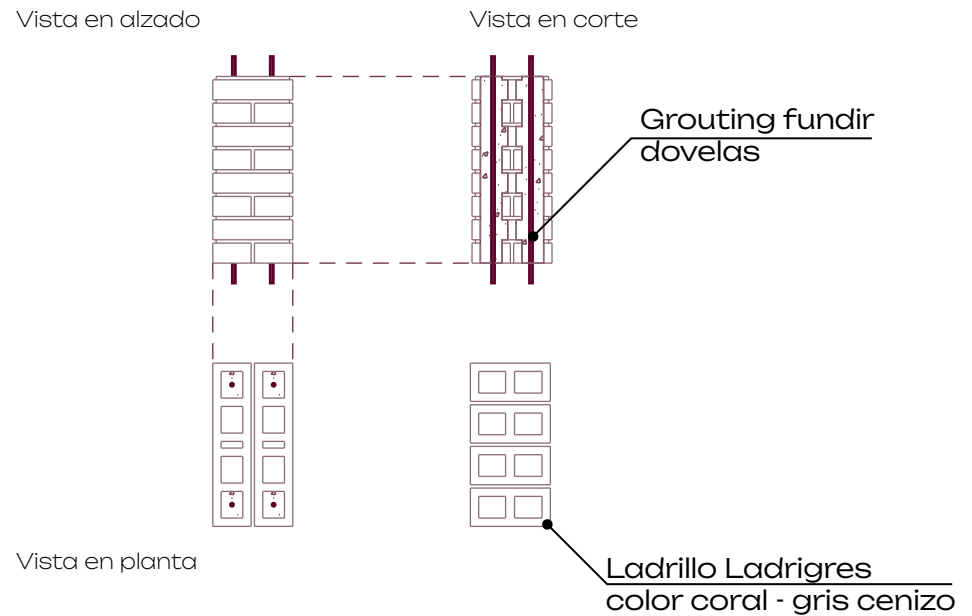 Vista en alzado
Vista en corte
Grouting fundir
dovelas
Vista en planta
Ladrillo Ladrigres
color coral - gris cenizo